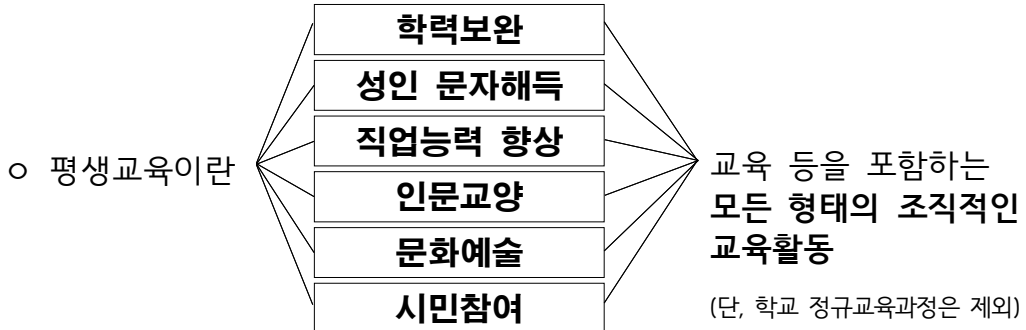 ㅇ 평생교육이란
학력보완
성인 문자해득
직업능력 향상
인문교양
문화예술
시민참여
교육 등을 포함하는
모든 형태의 조직적인
교육활동
(단, 학교 정규교육과정은 제외)